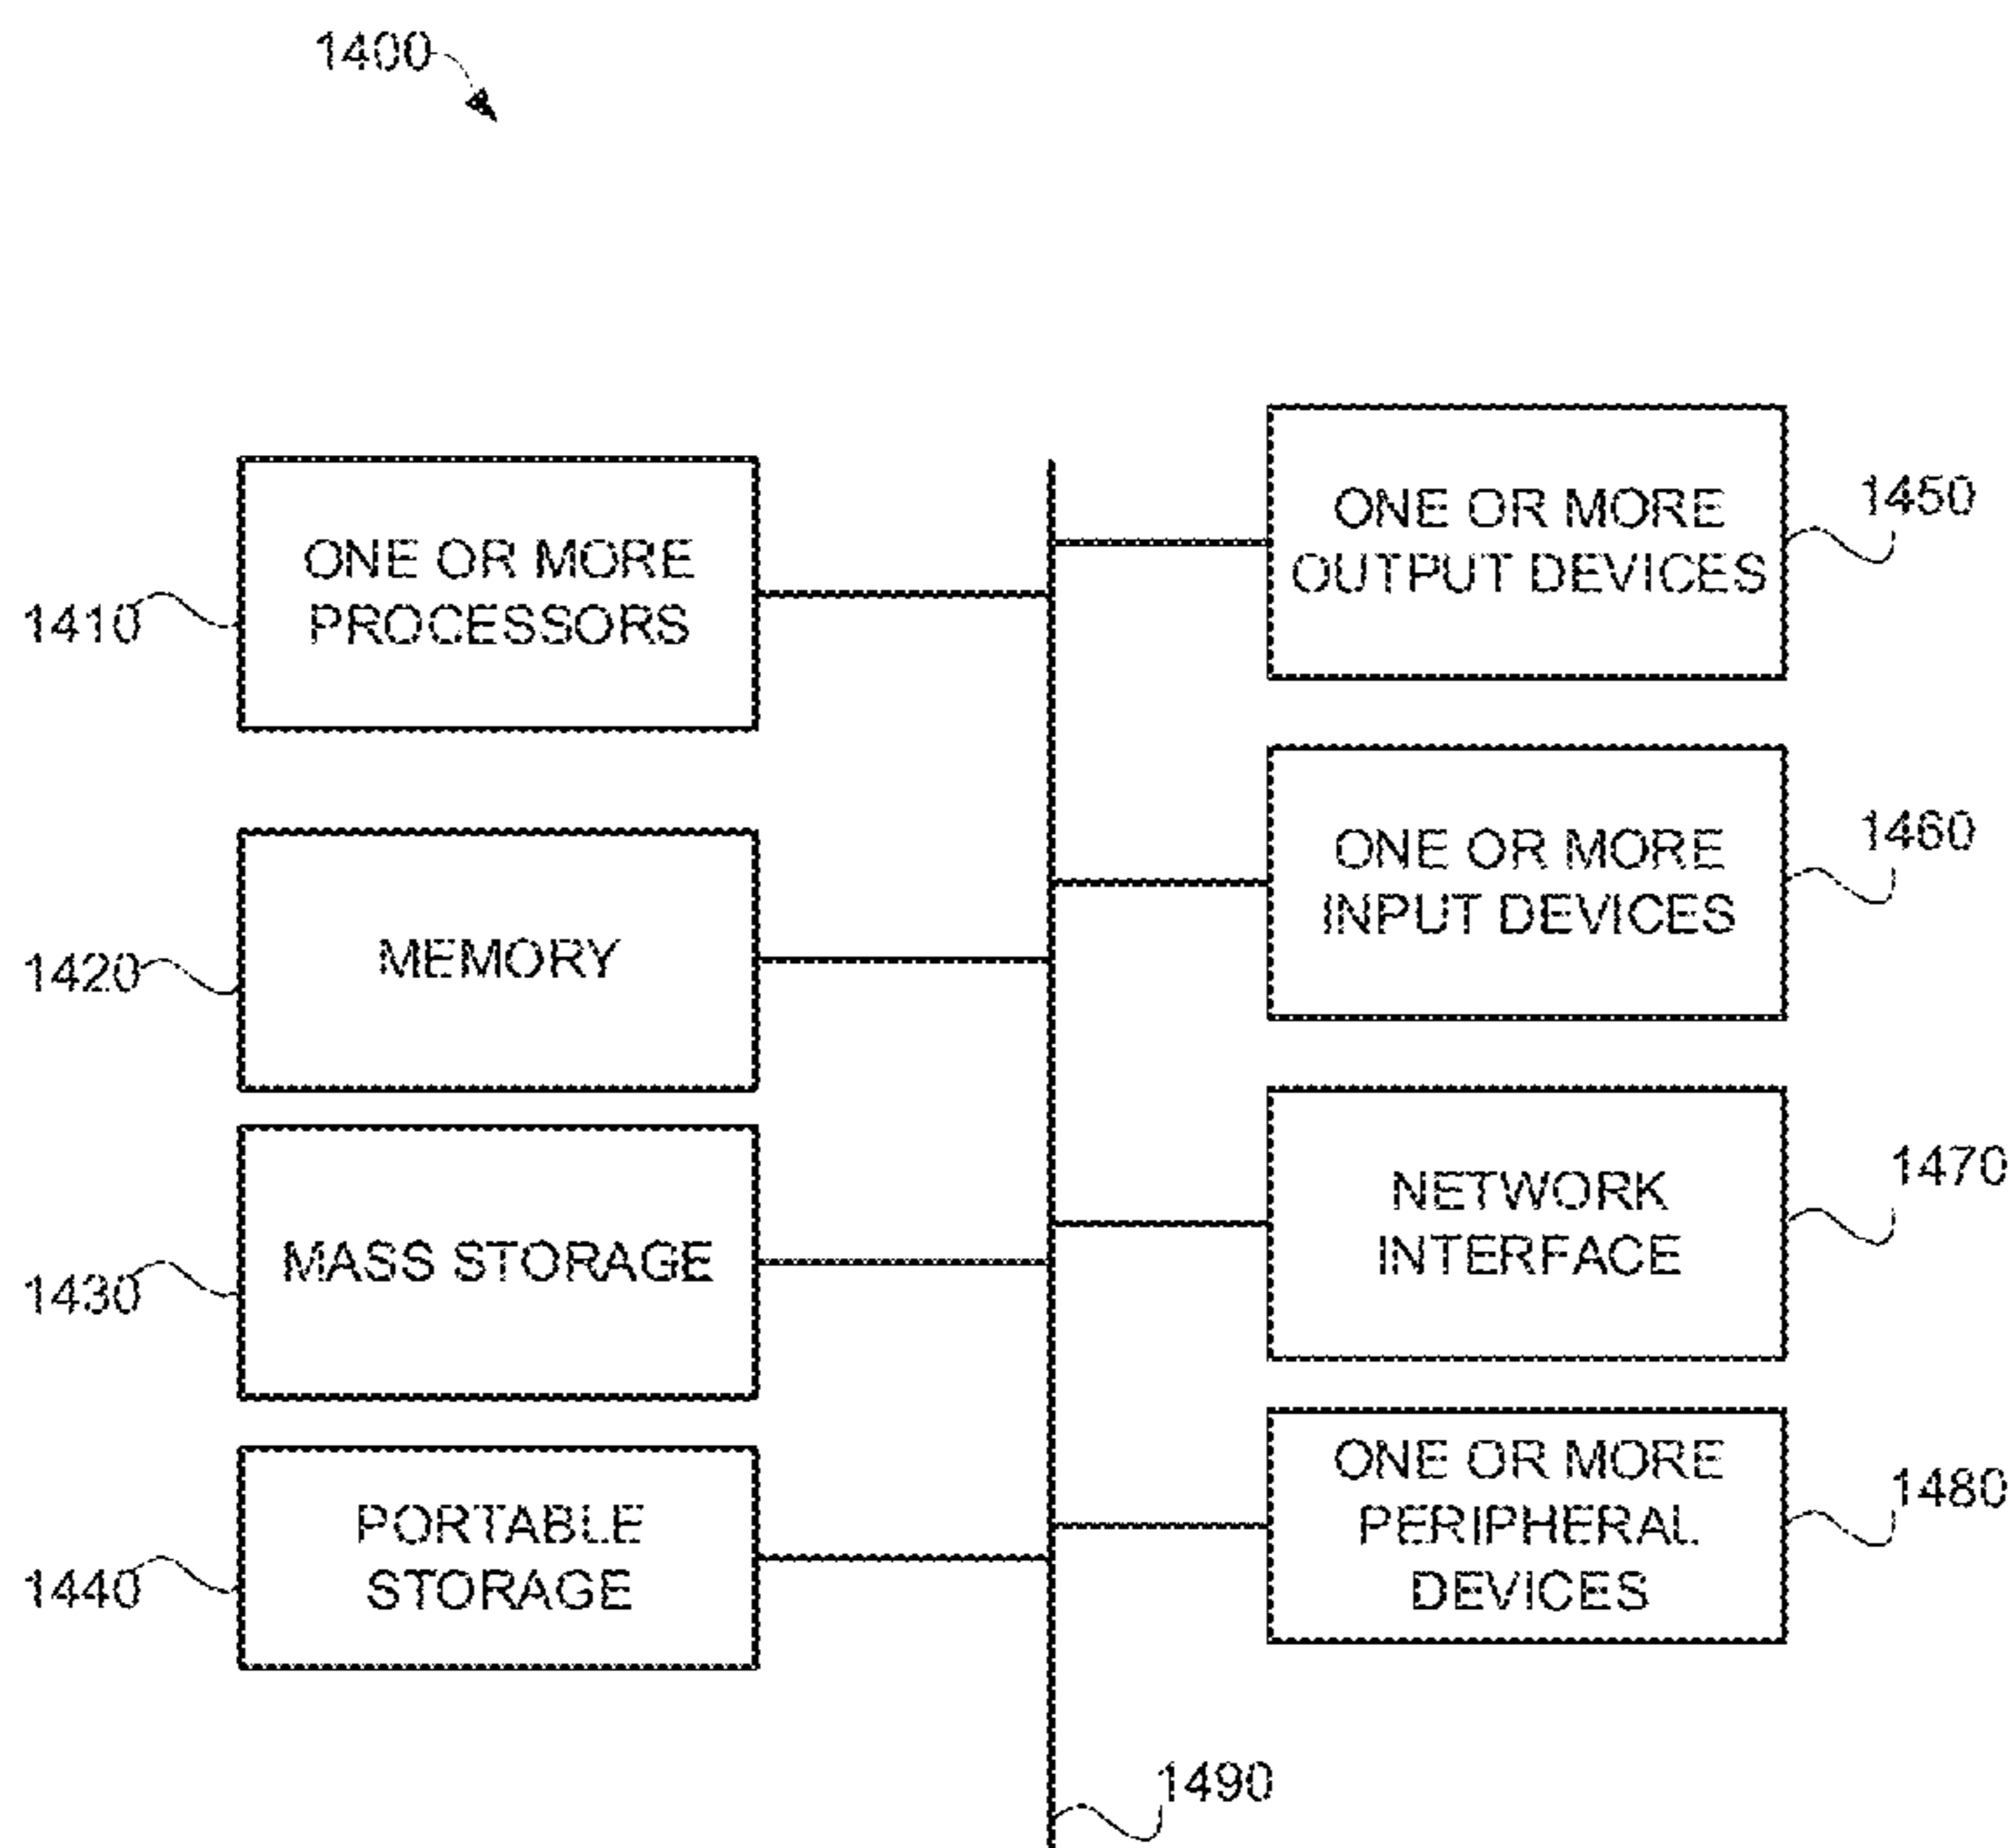 1400
ONE OR MORE
PROCESSORS
1410
MEMORY
1420
MASS STORAGE
1430
PORTABLE
STORAGE
1440
ONE OR MORE
OUTPUT DEVICES
1450
ONE OR MORE
INPUT DEVICES
1460
NETWORK
INTERFACE
1470
ONE OR MORE
PERIPHERAL
DEVICES
1480
1490